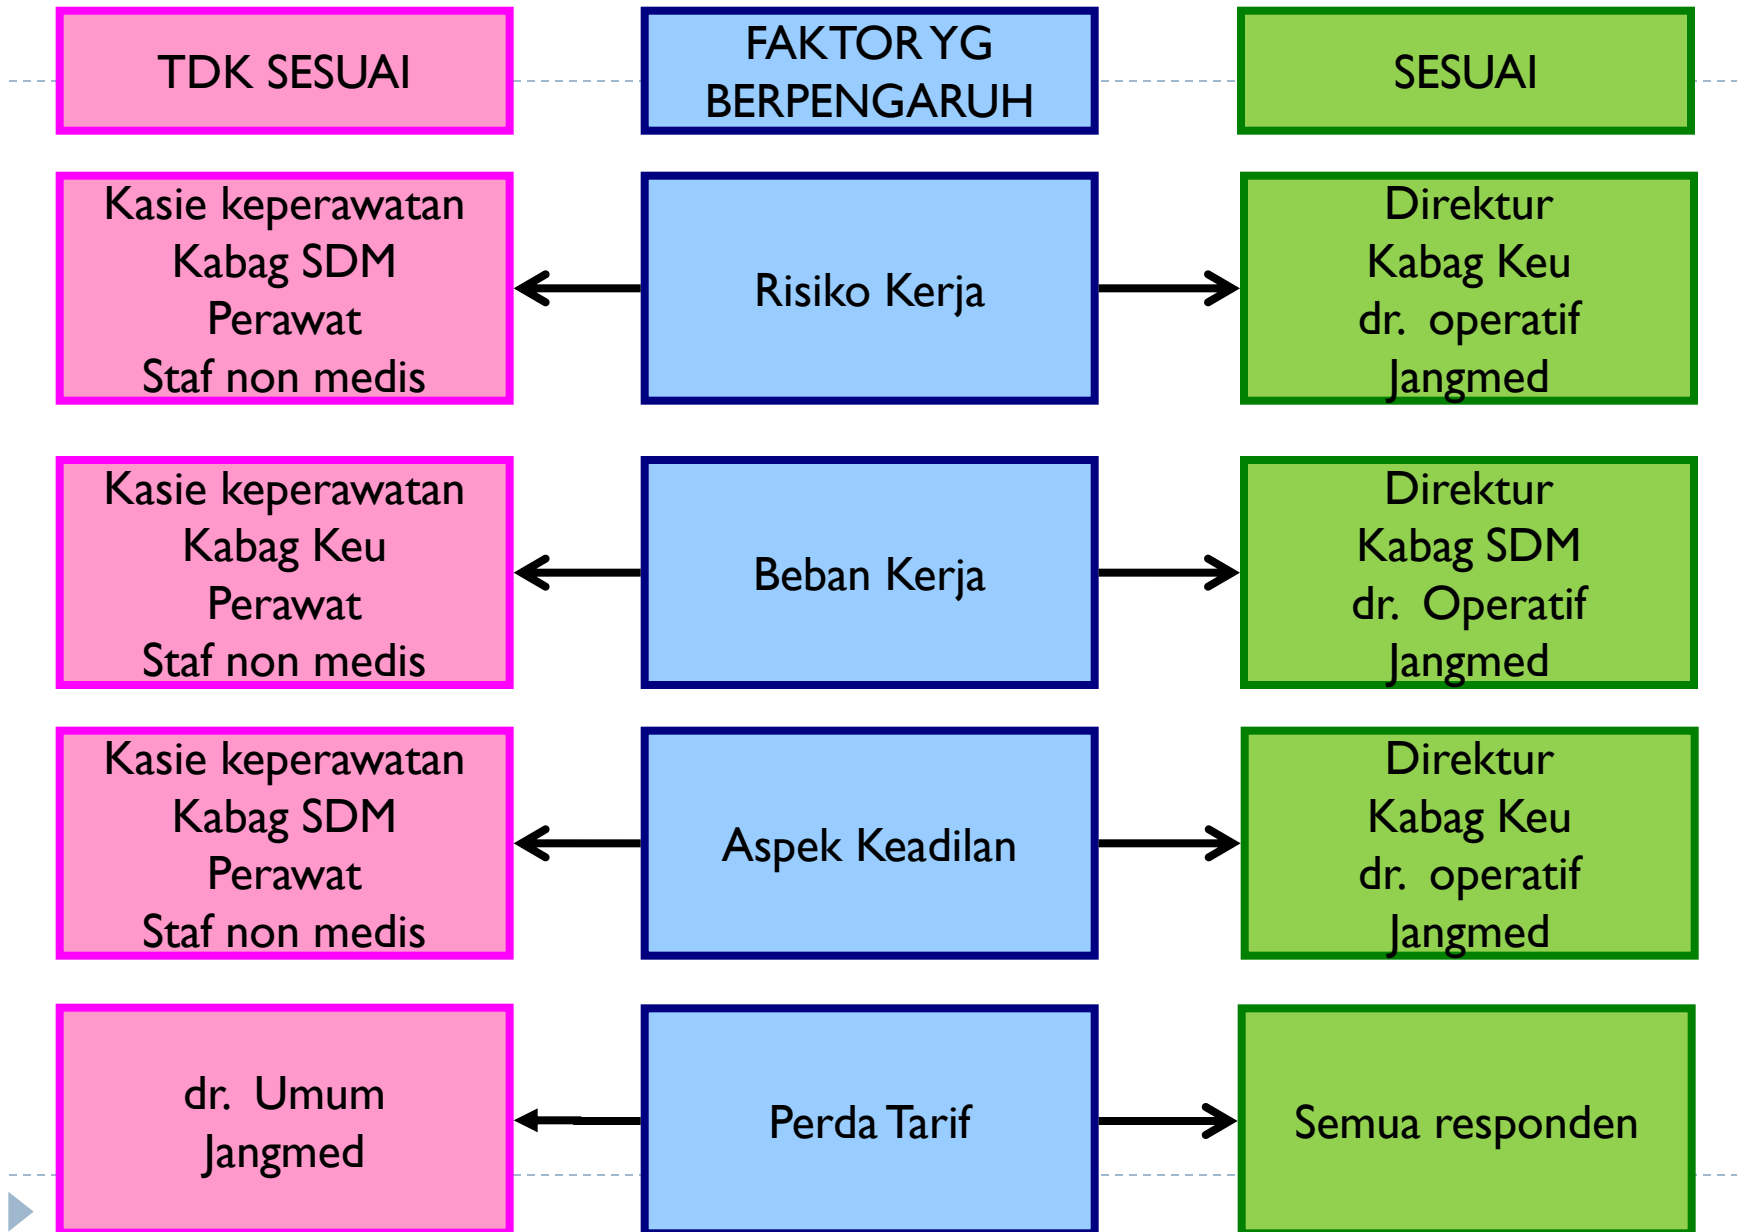 TDK SESUAI
FAKTOR YG
BERPENGARUH
SESUAI
Kasie keperawatan
Kabag SDM
Perawat
Staf non medis
Risiko Kerja
Direktur
Kabag Keu
dr. operatif
Jangmed
Kasie keperawatan
Kabag Keu
Perawat
Staf non medis
Beban Kerja
Direktur
Kabag SDM
dr. Operatif
Jangmed
Kasie keperawatan
Kabag SDM
Perawat
Staf non medis
Aspek Keadilan
Direktur
Kabag Keu
dr. operatif
Jangmed
dr. Umum
Jangmed
Perda Tarif
Semua responden